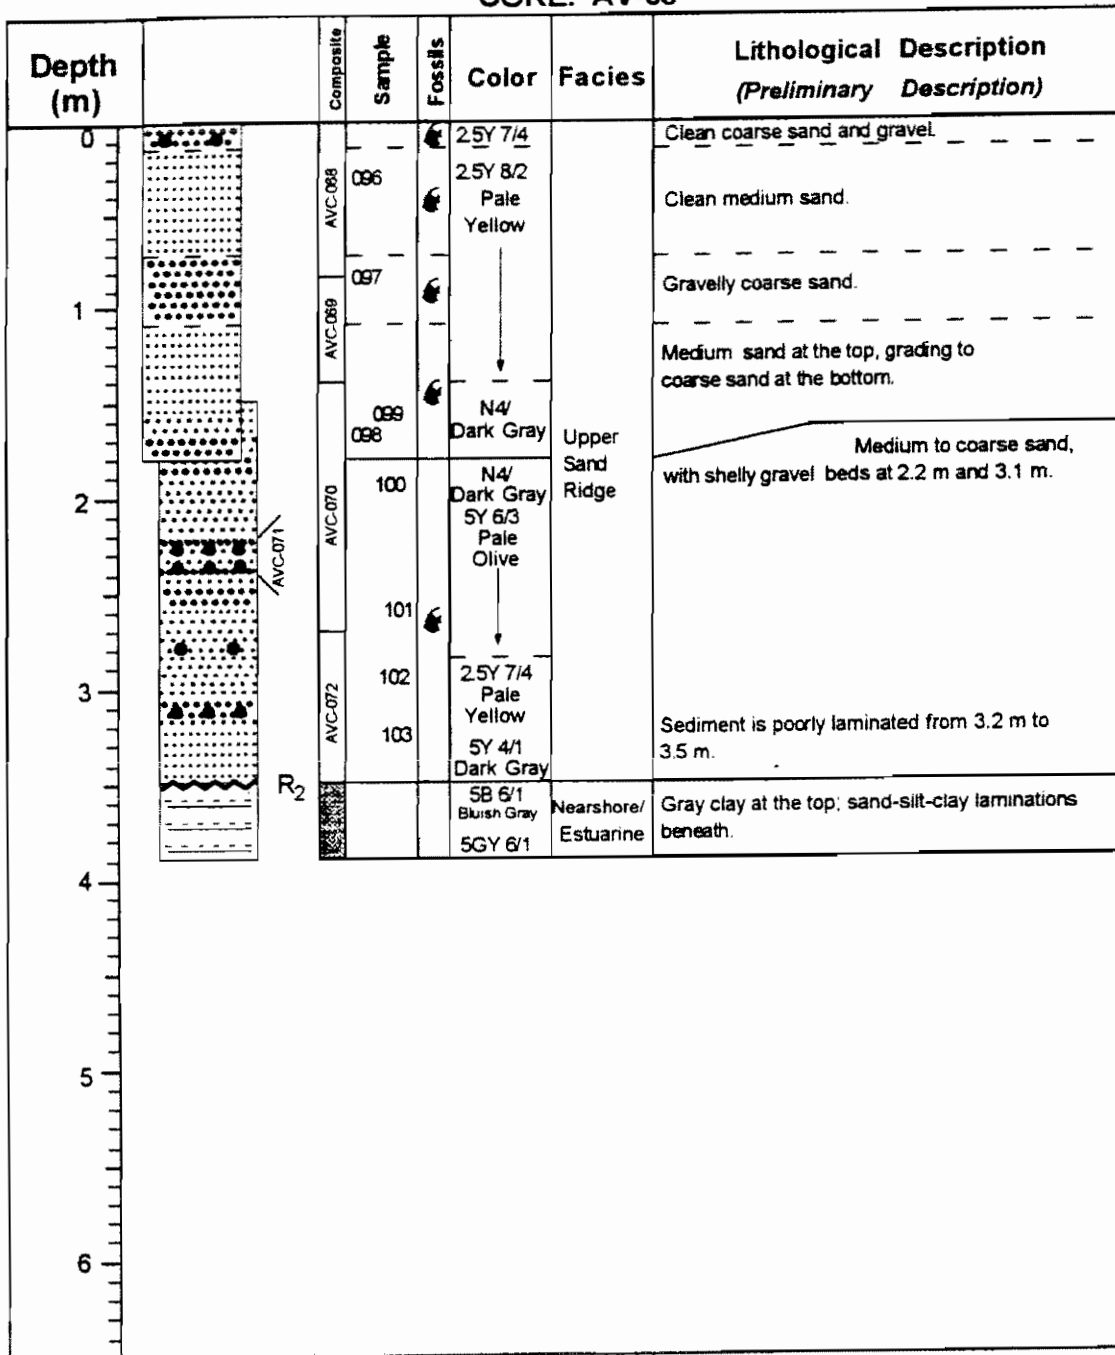 Depth
(m)
Composite
Sample
Fossils
Color
Facies
Lithological Description
(Preliminary Description)
0
1
2
3
4
5
6
AVC-071
R2
AVC-068
AVC-069
AVC-070
AVC-072
096
097
099
098
100
101
102
103
2.5Y 7/4
2.5Y 8/2
Pale
Yellow
N4/
Dark Gray
N4/
Dark Gray
5Y 6/3
Pale
Olive
2.5Y 7/4
Pale
Yellow
5Y 4/1
Dark Gray
5B 6/1
Bluish Gray
5GY 6/1
Upper
Sand
Ridge
Nearshore/
Estuarine
Clean coarse sand and gravel.
Clean medium sand.
Gravelly coarse sand.
Medium sand at the top, grading to
coarse sand at the bottom.
Medium to coarse sand,
with shelly gravel beds at 2.2 m and 3.1 m.
Sediment is poorly laminated from 3.2 m to
3.5 m.
Gray clay at the top; sand-silt-clay laminations
beneath.